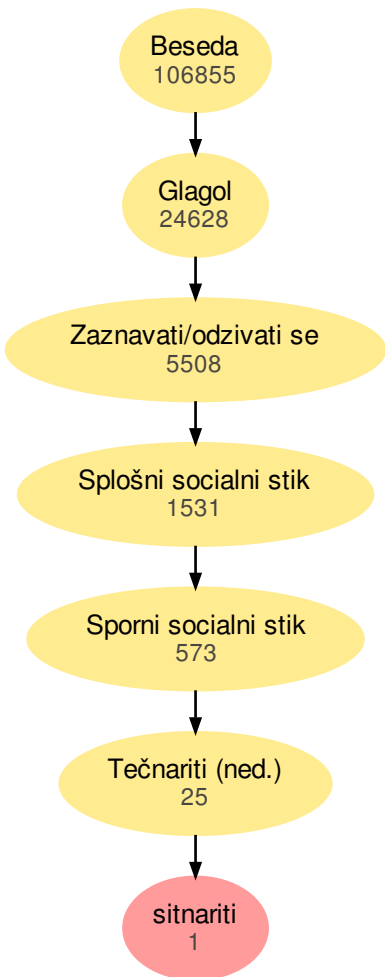 Beseda
106855
Glagol
24628
Zaznavati/odzivati se
5508
Splošni socialni stik
1531
Sporni socialni stik
573
Tečnariti (ned.)
25
sitnariti
1